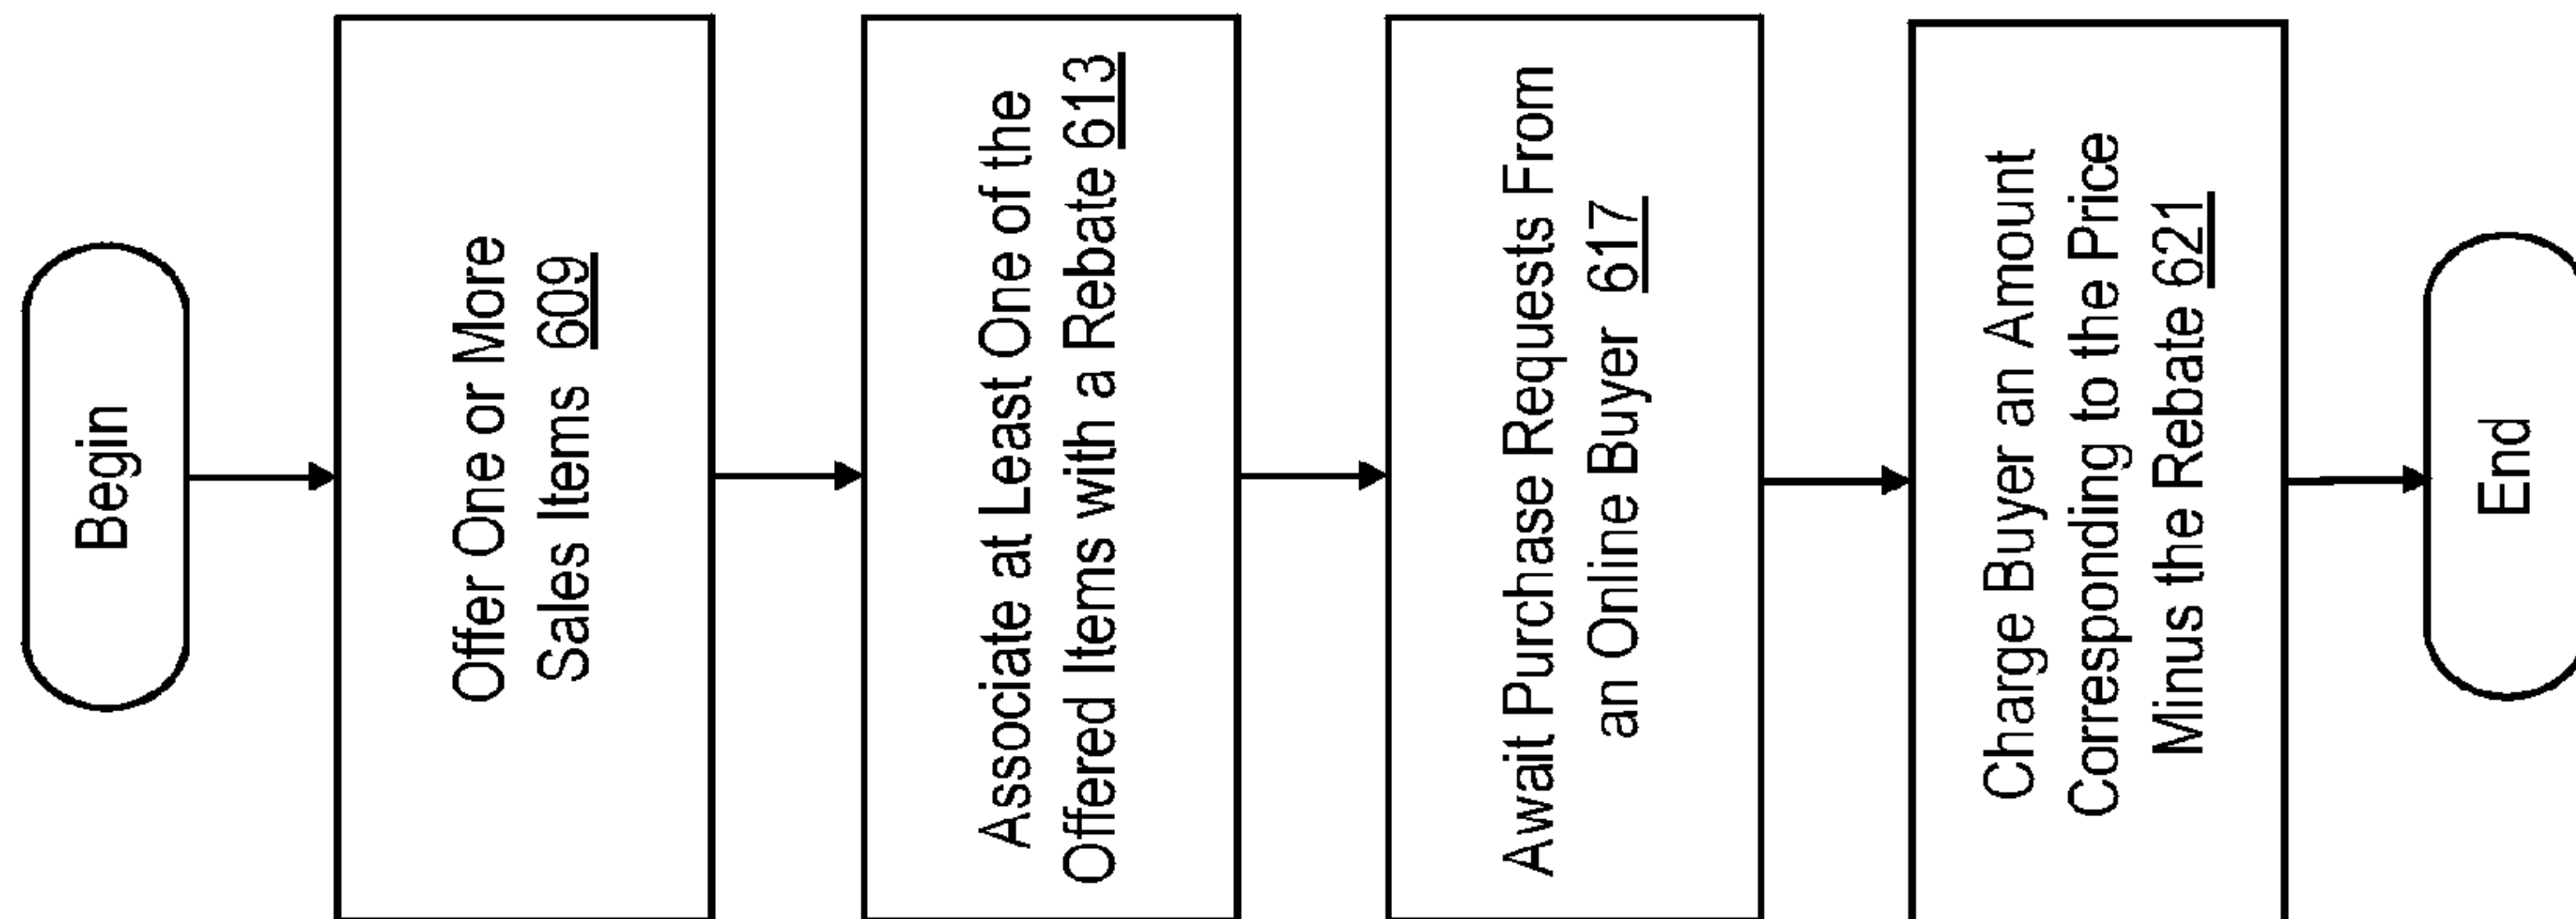 Begin
Offer One or More
Sales Items 609
Associate at Least One of the
Offered Items with a Rebate 613
Await Purchase Requests From
an Online Buyer 617
Charge Buyer an Amount
Corresponding to the Price
Minus the Rebate 621
End